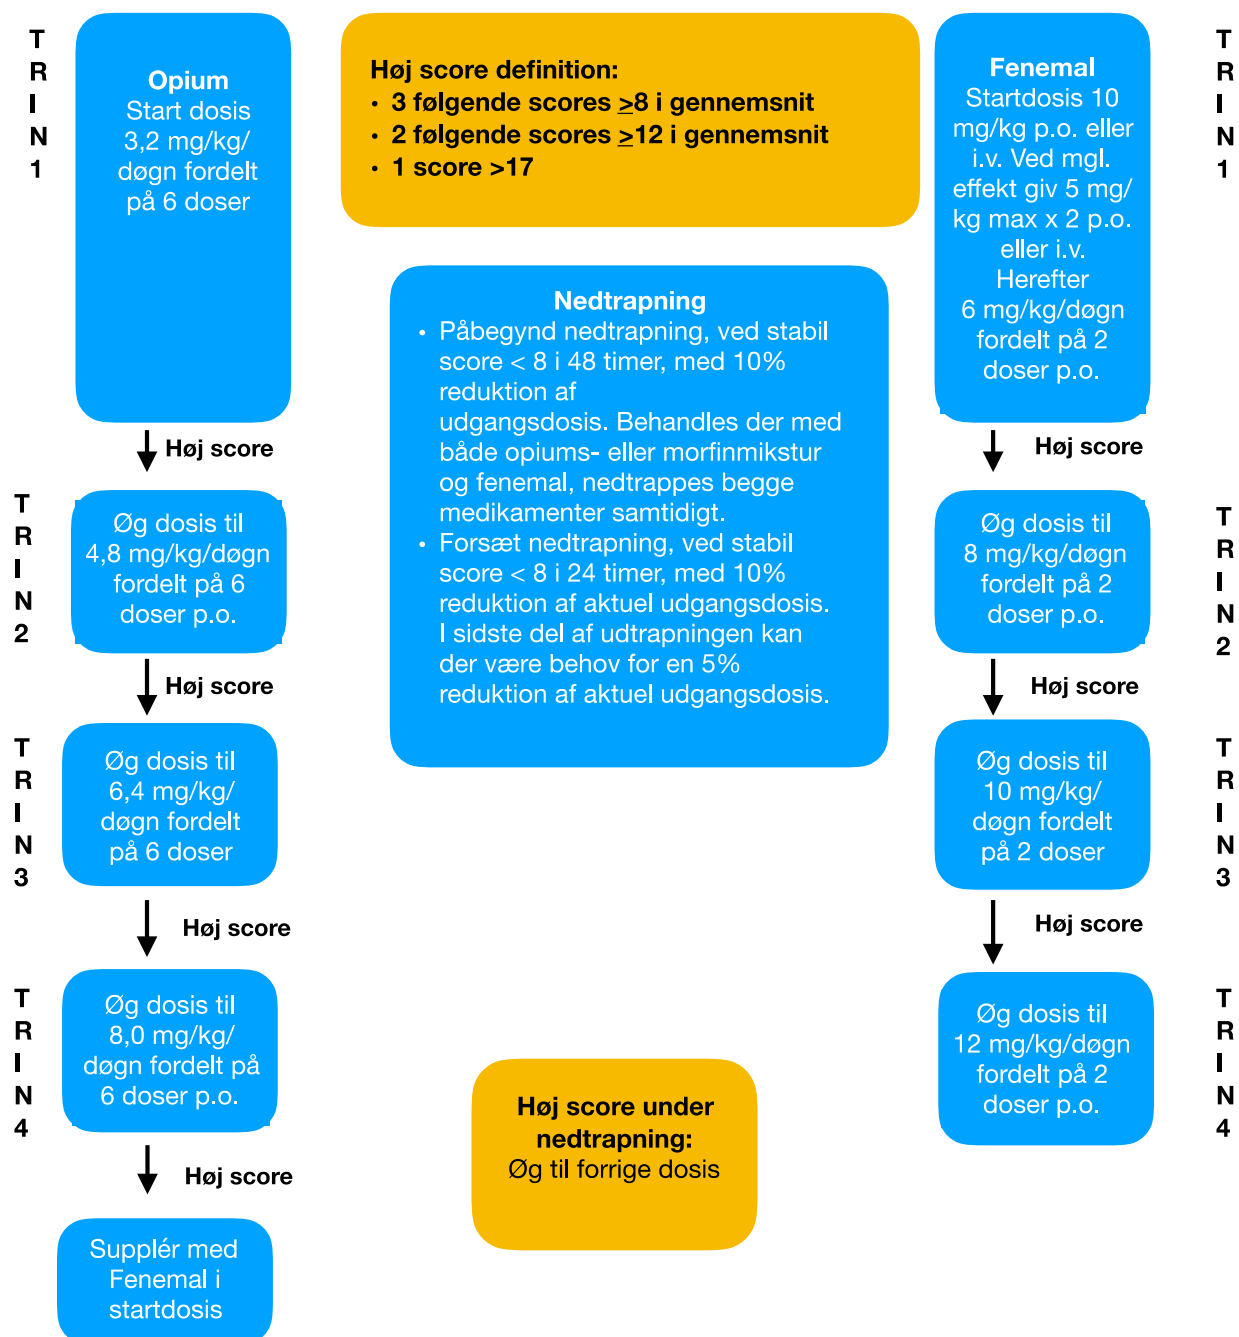 T
R
I
N
1
Opium
Start dosis
3,2 mg/kg/
døgn fordelt
på 6 doser
Høj score definition:
• 3 følgende scores ≥8 i gennemsnit
• 2 følgende scores ≥12 i gennemsnit
• 1 score >17
Fenemal
Startdosis 10
mg/kg p.o. eller
i.v. Ved mgl.
effekt giv 5 mg/
kg max x 2 p.o.
eller i.v.
Herefter
6 mg/kg/døgn
fordelt på 2
doser p.o.
T
R
I
N
1
Nedtrapning
• Påbegynd nedtrapning, ved stabil
score < 8 i 48 timer, med 10%
reduktion af
udgangsdosis. Behandles der med
både opiums- eller morfinmikstur
og fenemal, nedtrappes begge
medikamenter samtidigt.
• Forsæt nedtrapning, ved stabil
score < 8 i 24 timer, med 10%
reduktion af aktuel udgangsdosis.
I sidste del af udtrapningen kan
der være behov for en 5%
reduktion af aktuel udgangsdosis.
Høj score
Høj score
T
R
I
N
2
Øg dosis til
4,8 mg/kg/døgn
fordelt på 6
doser p.o.
Øg dosis til
8 mg/kg/døgn
fordelt på 2
doser p.o.
T
R
I
N
2
Høj score
Høj score
T
R
I
N
3
Øg dosis til
6,4 mg/kg/
døgn fordelt
på 6 doser
Øg dosis til
10 mg/kg/
døgn fordelt
på 2 doser
T
R
I
N
3
Høj score
Høj score
T
R
I
N
4
Øg dosis til
8,0 mg/kg/
døgn fordelt på
6 doser p.o.
Øg dosis til
12 mg/kg/døgn
fordelt på 2
doser p.o.
T
R
I
N
4
Høj score under
nedtrapning:
Øg til forrige dosis
Høj score
Supplér med
Fenemal i
startdosis